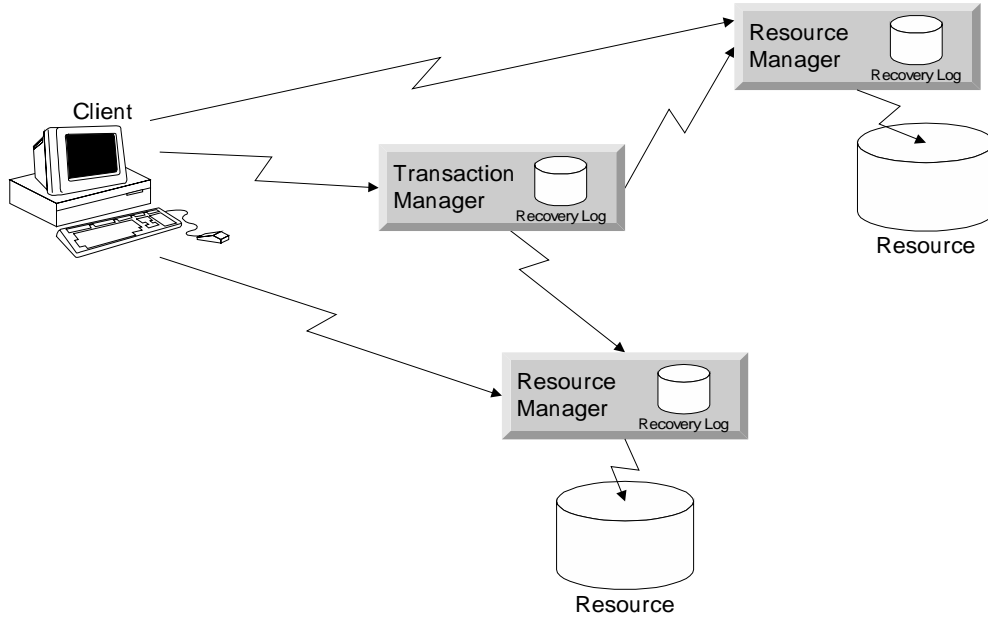 Resource
Manager
Recovery Log
Client
Transaction
Manager
Recovery Log
Resource
Resource
Manager
Recovery Log
Resource